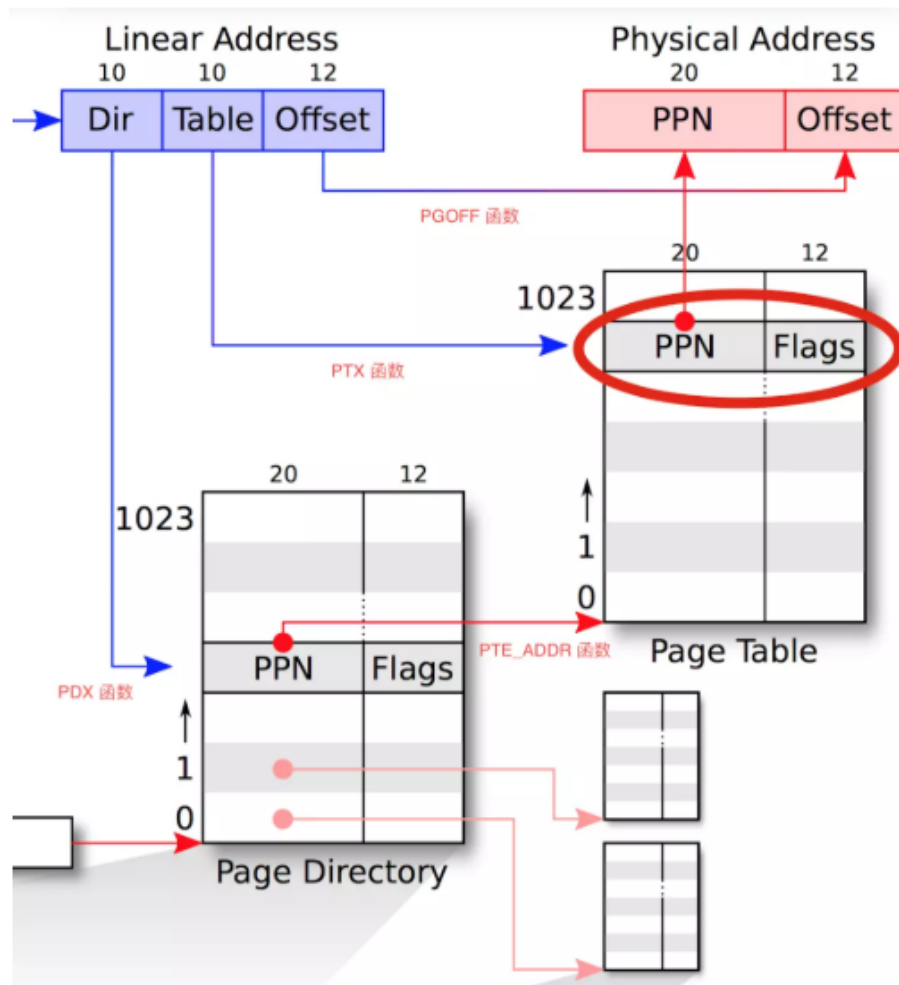 Linear Address
Physical Address
10 10 12
20 12
Dir Table Offset
PPN Offset
PGOFF 函数
20 12
1023
PPN Flags
PTX 函数
20 12
1023
1
0
PTE_ADDR 函数
Page Table
PPN Flags
PDX 函数
1
0
Page Directory